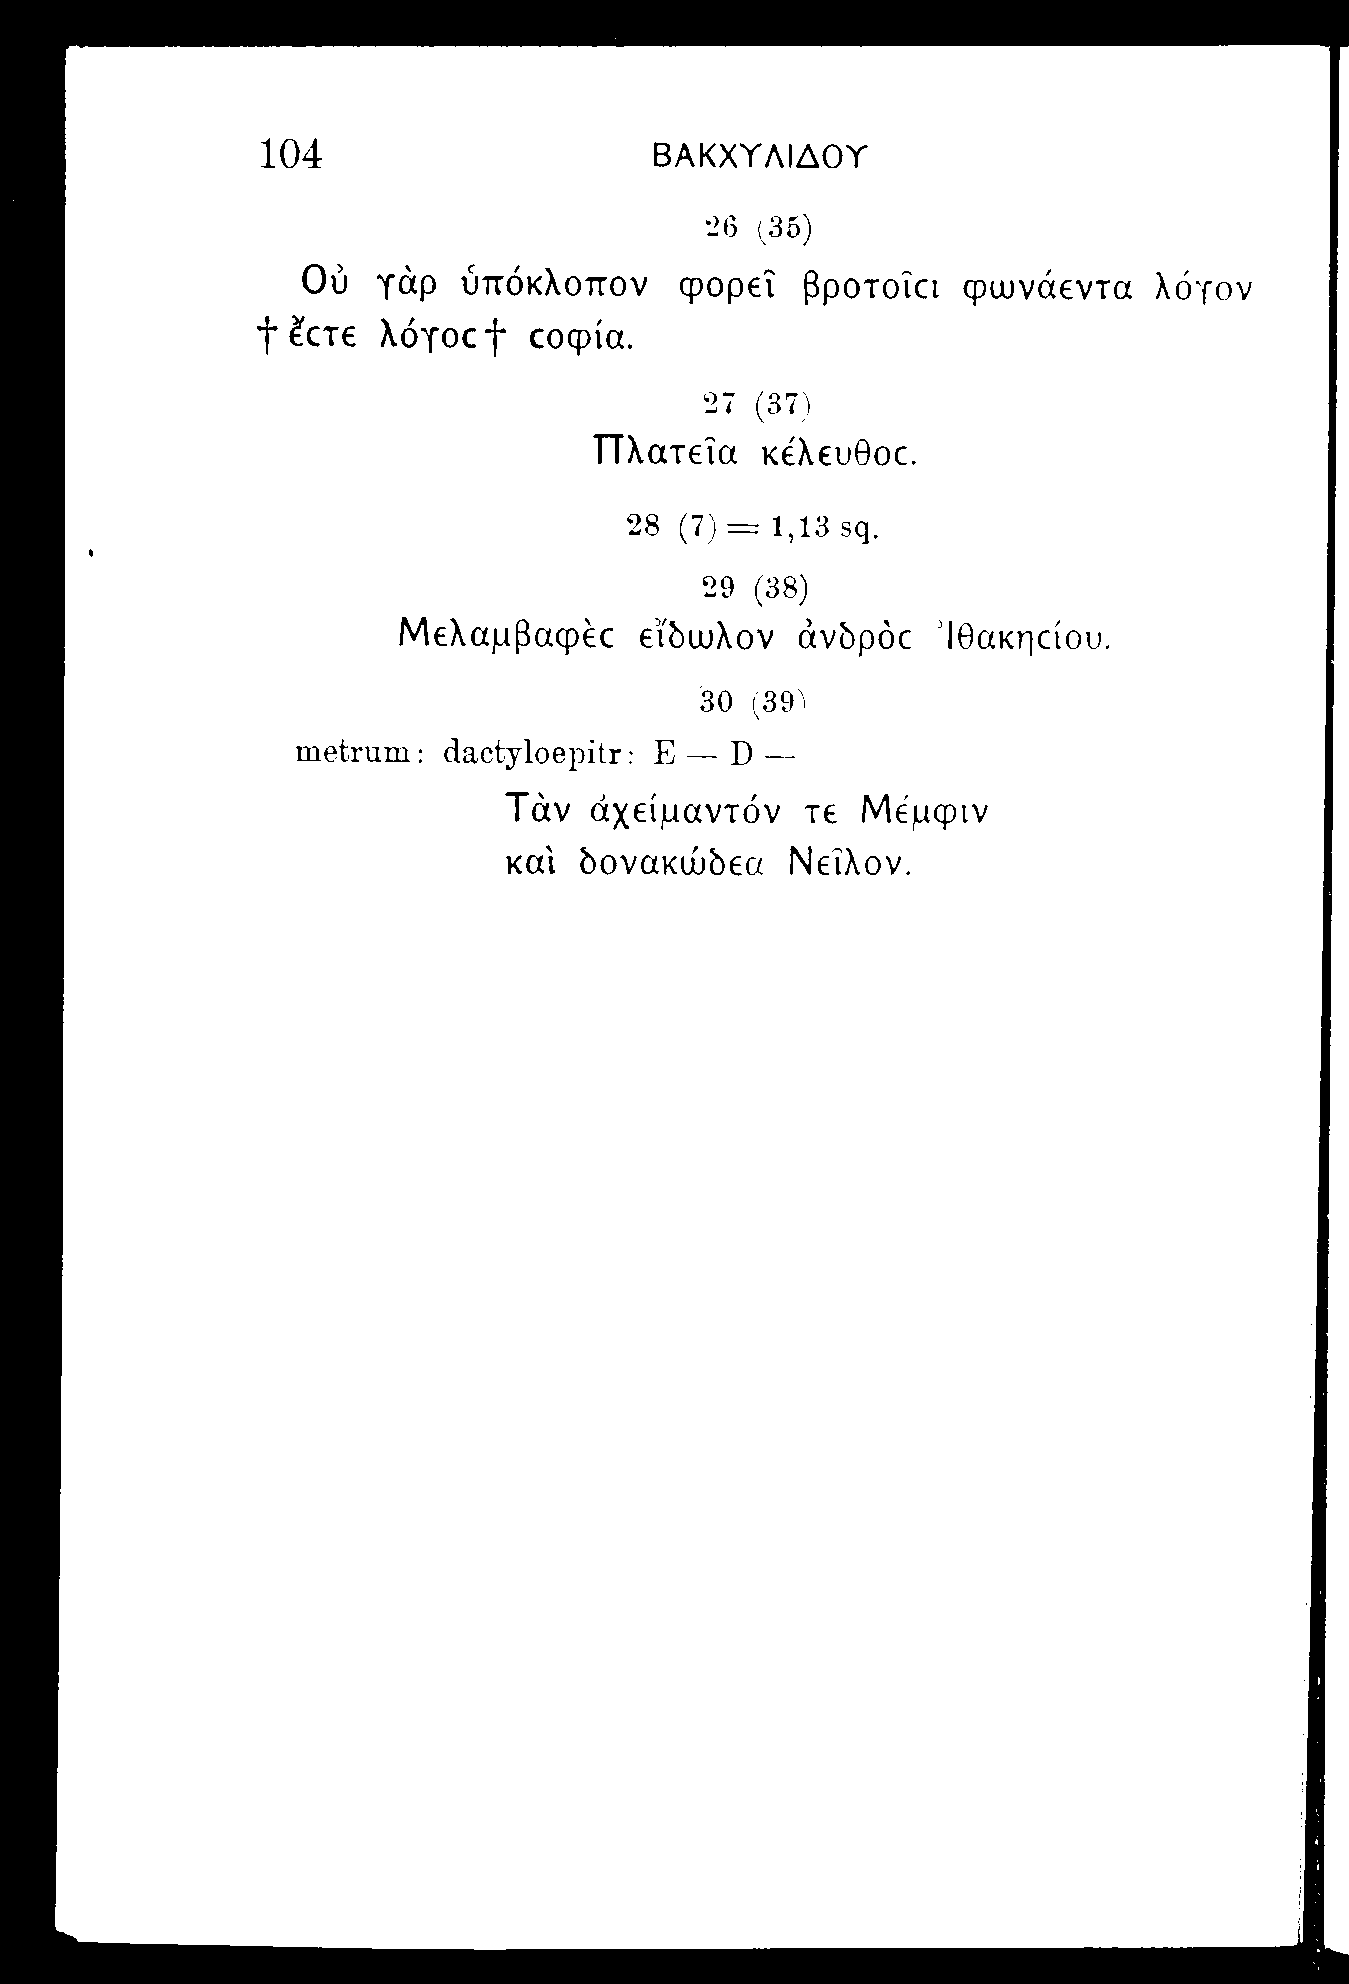 104 ΒΑΚΧΥΛΙΔΟΥ
26 (35)
Οὐ γὰρ ὑπόκλοπον φορεῖ βροτοῖϲι φωνάεντα λόγον
† ἔϲτε λόγοϲ † ϲοφία.
27 (37)
Πλατεῖα κέλευθοϲ.
28 (7) = 1,13 sq.
29 (38)
Μελαμβαφὲϲ εἴδωλον ἀνδρὸϲ Ἰθακηϲίου.
30 (39)
metrum: dactyloepitr: E — D —
Τὰν ἀχείμαντόν τε Μέμφιν
καὶ δονακώδεα Νεῖλον.